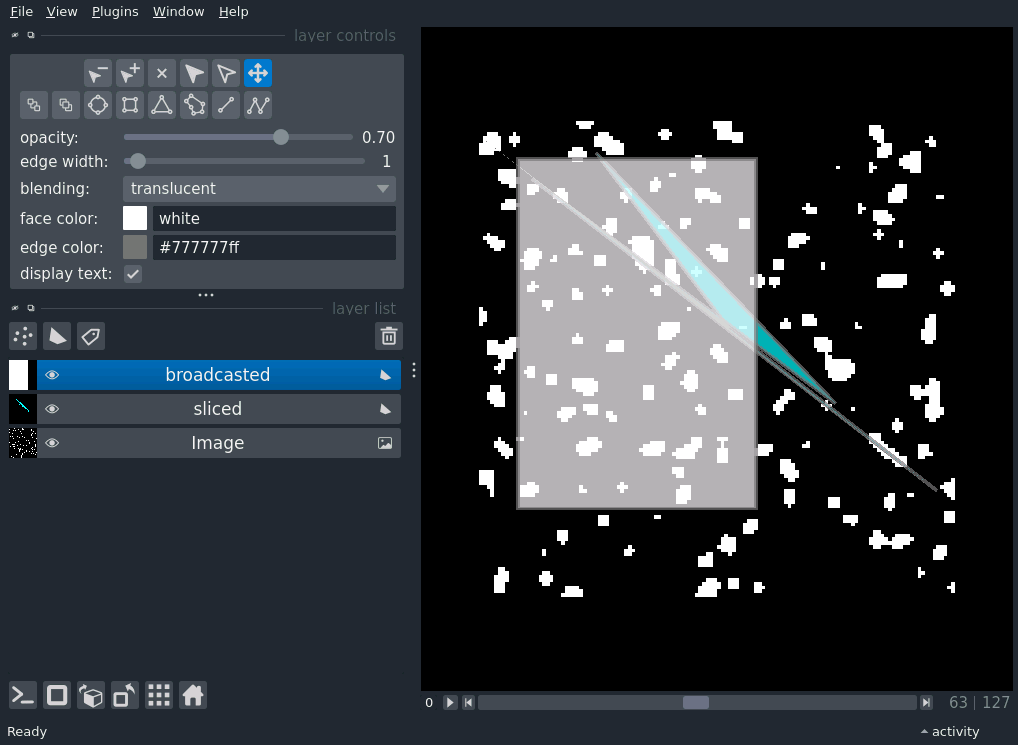 File View Plugins Window Help
layer controls
opacity: 0.70
edge width: 1
blending: translucent
face color: white
edge color: #777777ff
display text:
layer list
broadcasted
sliced
Image
0 63 | 127
Ready activity